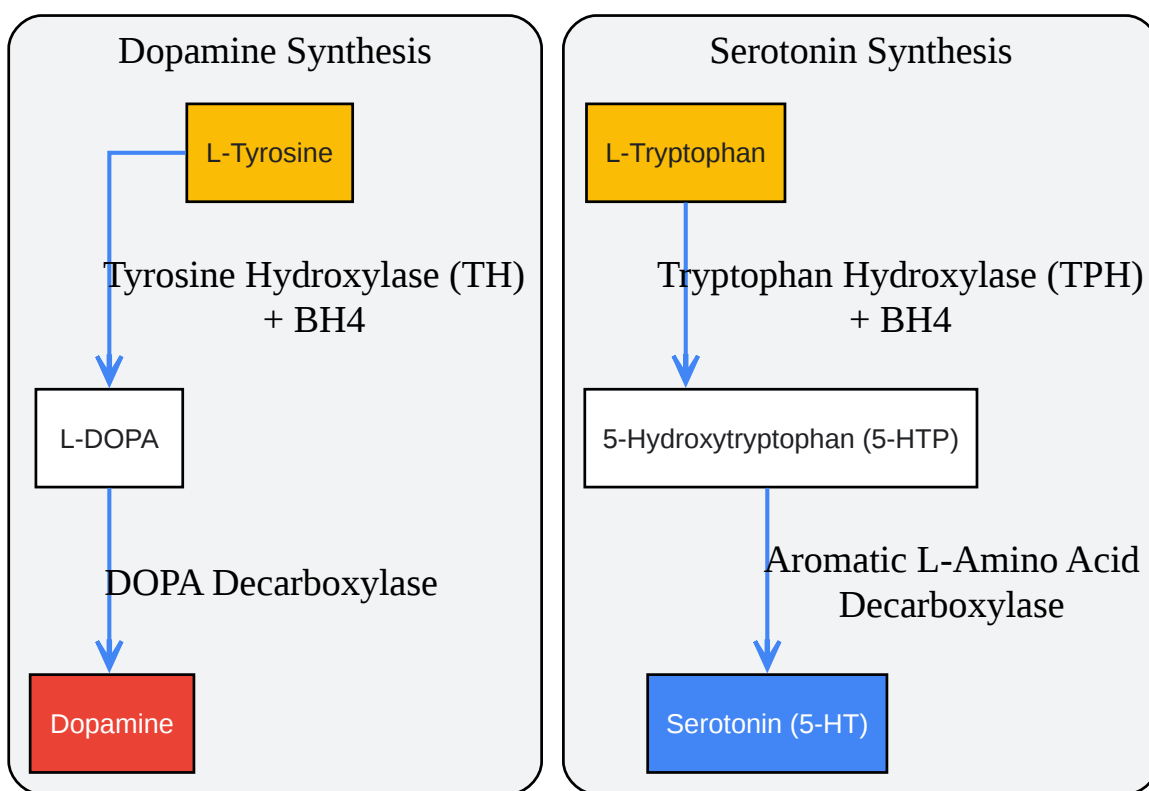 Dopamine Synthesis
L-Tyrosine
Tyrosine Hydroxylase (TH)
+ BH4
L-DOPA
DOPA Decarboxylase
Dopamine
Serotonin Synthesis
L-Tryptophan
Tryptophan Hydroxylase (TPH)
+ BH4
5-Hydroxytryptophan (5-HTP)
Aromatic L-Amino Acid
Decarboxylase
Serotonin (5-HT)